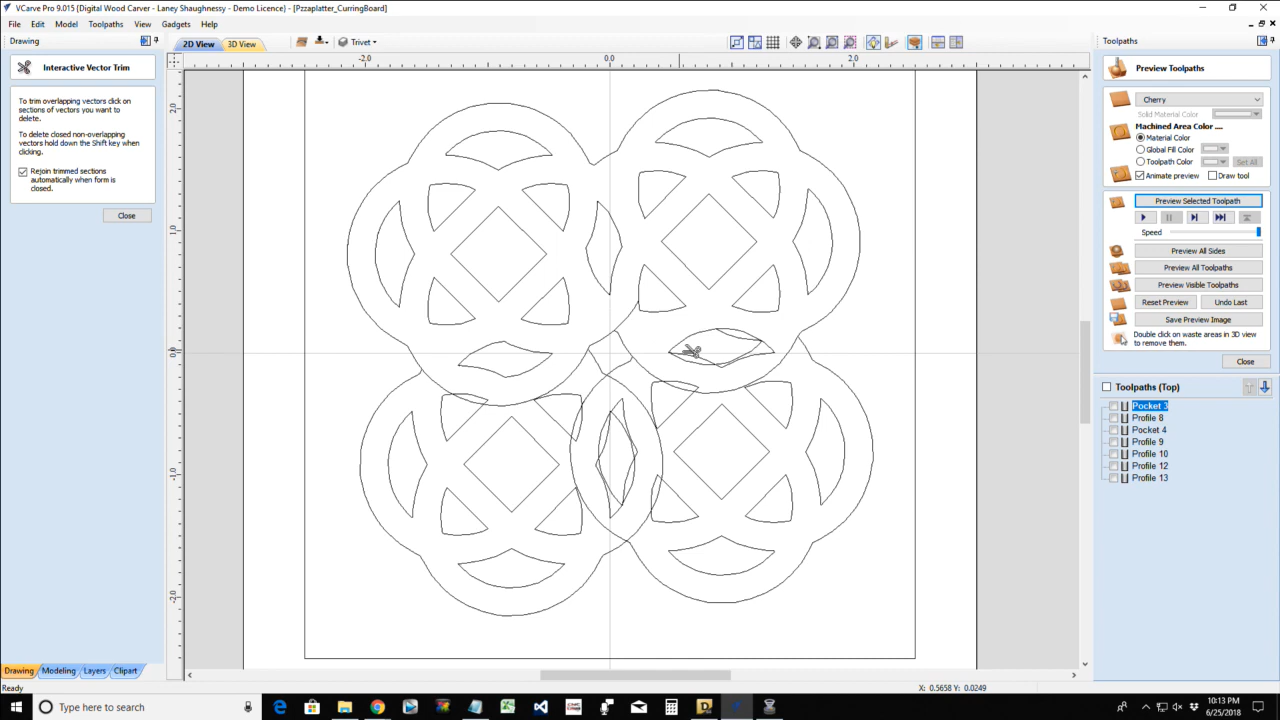 VCarve Pro 9.015 {Digital Wood Carver - Laney Shaughnessy - Demo Licence} - [Pzzaplatter_CurringBoard]
File Edit Model Toolpaths View Gadgets Help
Drawing
2D View
3D View
Trivet
Toolpaths
Interactive Vector Trim
To trim overlapping vectors click on
sections of vectors you want to
delete.
To delete closed non-overlapping
vectors hold down the Shift key when
clicking.
Rejoin trimmed sections
automatically when form is
closed.
Close
-2.0
0.0
2.0
2.0
1.0
0.0
-1.0
-2.0
Preview Toolpaths
Cherry
Solid Material Color
Machined Area Color ....
Material Color
Global Fill Color
Toolpath Color
Set All
Animate preview
Draw tool
Preview Selected Toolpath
Speed
Preview All Sides
Preview All Toolpaths
Preview Visible Toolpaths
Reset Preview
Undo Last
Save Preview Image
Double click on waste areas in 3D view
to remove them.
Close
Toolpaths (Top)
Pocket 3
Profile 8
Pocket 4
Profile 9
Profile 10
Profile 12
Profile 13
Drawing Modeling Layers Clipart
Ready
X: 0.5658 Y: 0.0249
Type here to search
10:13 PM
6/25/2018